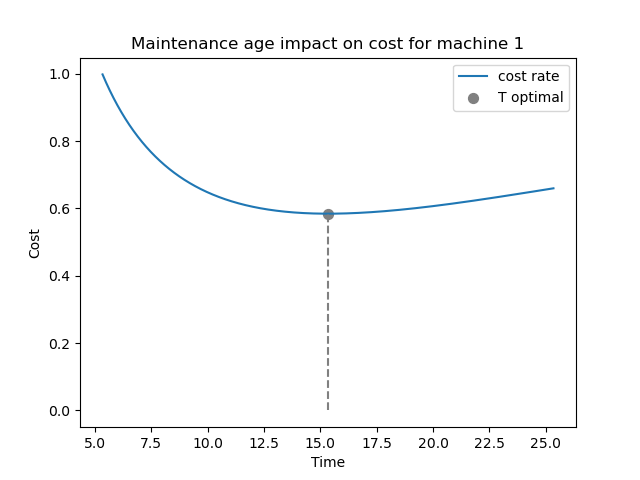 Maintenance age impact on cost for machine 1
cost rate
T optimal
1.0
0.8
0.6
0.4
0.2
0.0
Cost
5.0 7.5 10.0 12.5 15.0 17.5 20.0 22.5 25.0
Time